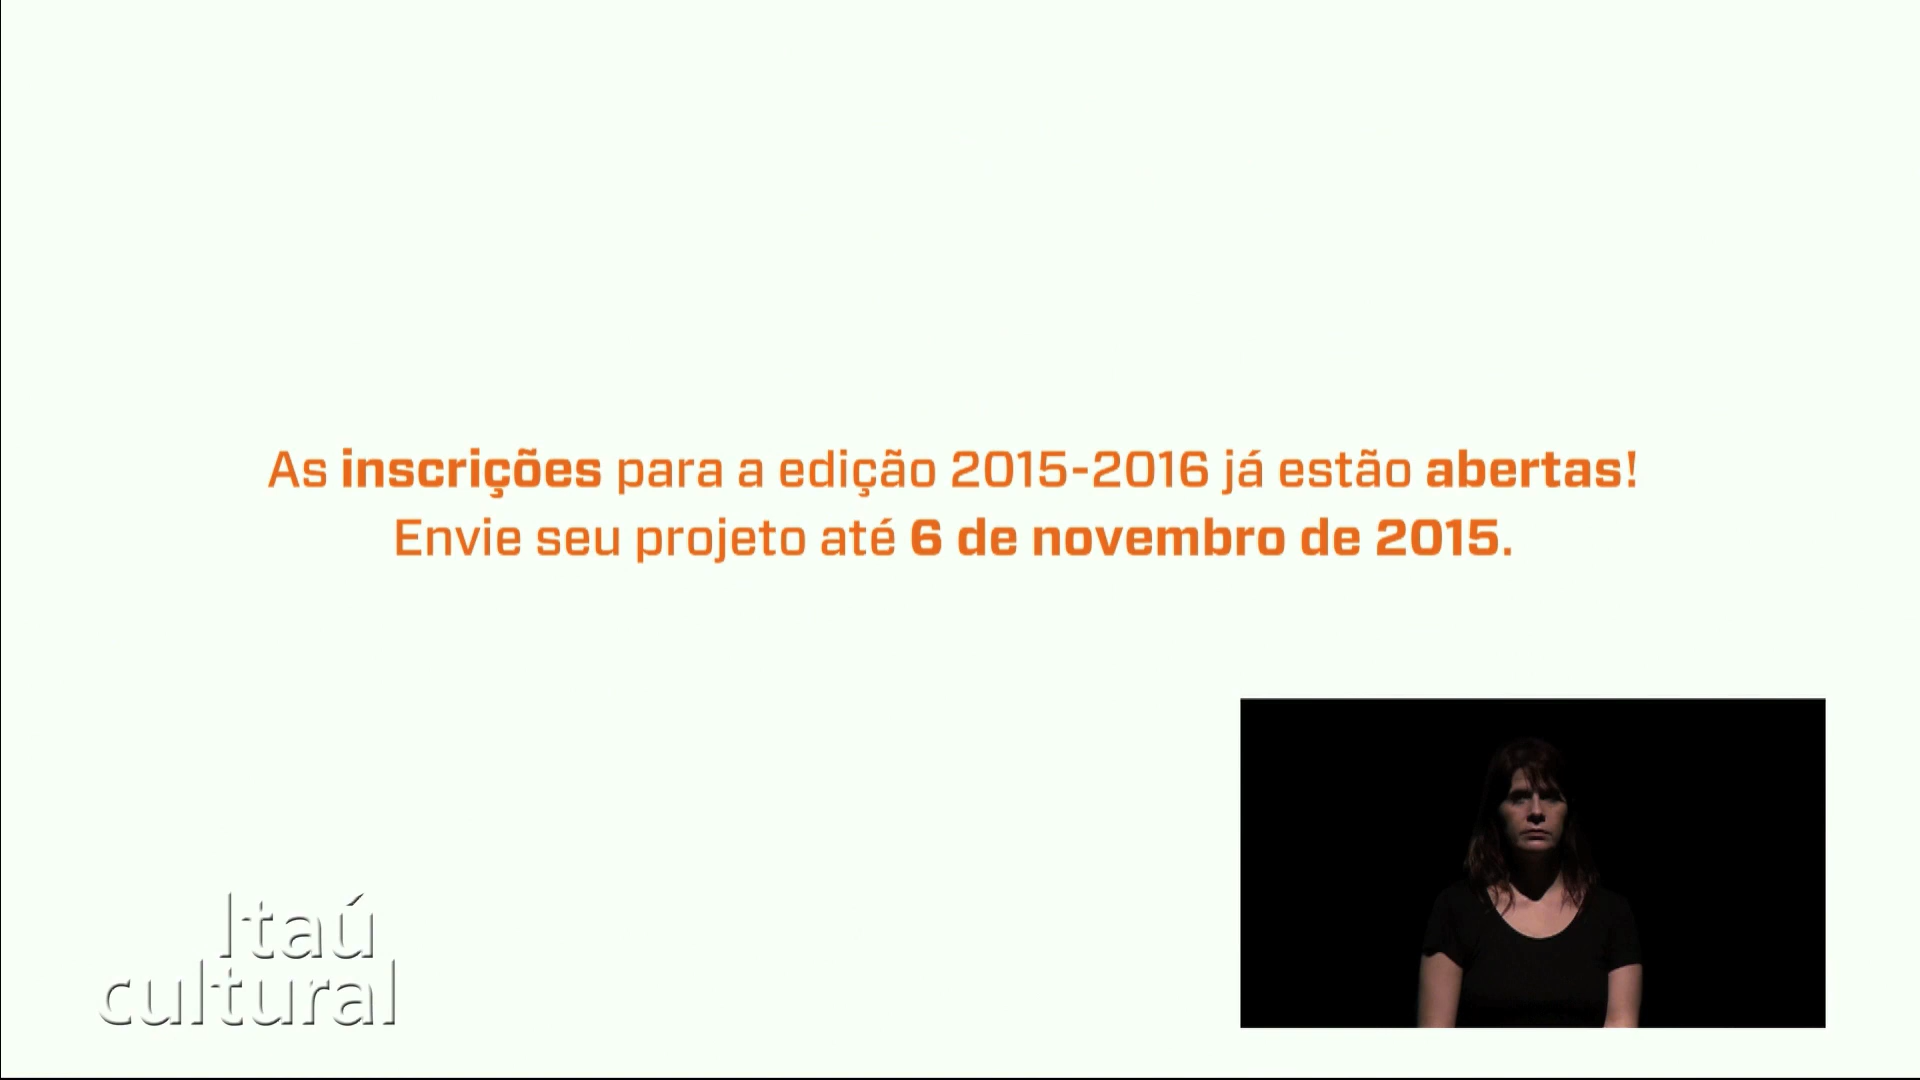 As inscrições para a edição 2015-2016 já estão abertas!
Envie seu projeto até 6 de novembro de 2015.
Itaú
cultural